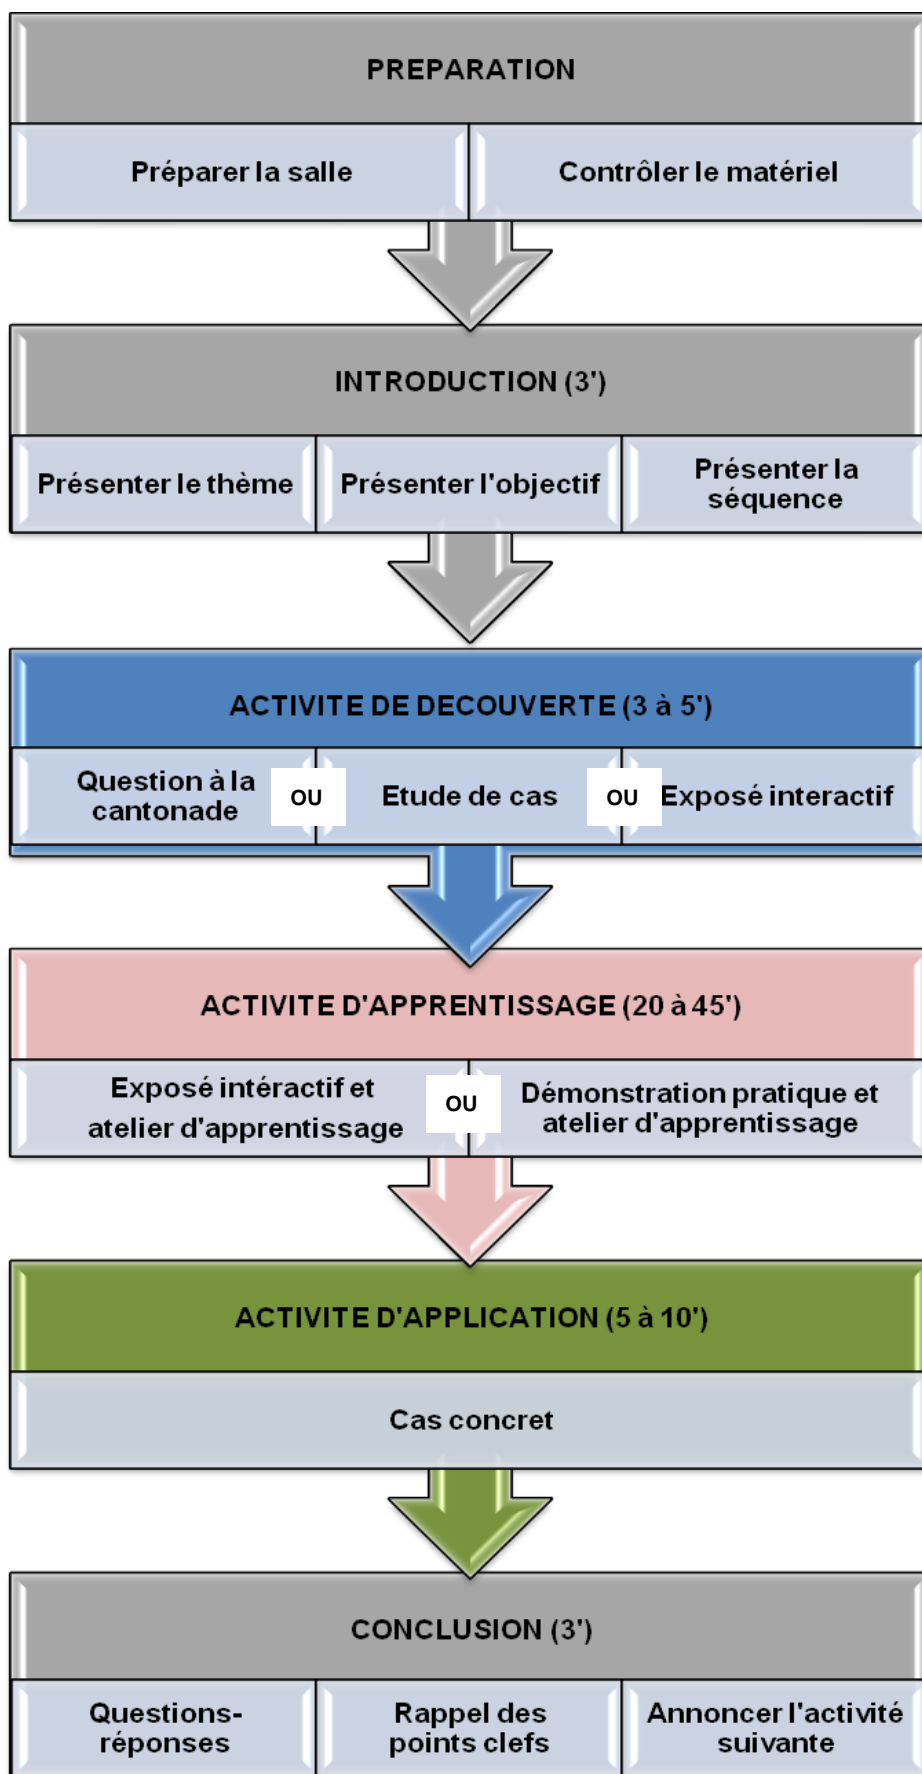 PREPARATION
Préparer la salle
Contrôler le matériel
INTRODUCTION (3')
Présenter le thème
Présenter l'objectif
Présenter la
séquence
ACTIVITE DE DECOUVERTE (3 à 5')
Question à la
cantonade
OU
Etude de cas
OU
Exposé interactif
ACTIVITE D'APPRENTISSAGE (20 à 45')
Exposé intéractif et
atelier d'apprentissage
OU
Démonstration pratique et
atelier d'apprentissage
ACTIVITE D'APPLICATION (5 à 10')
Cas concret
CONCLUSION (3')
Questions-
réponses
Rappel des
points clefs
Annoncer l'activité
suivante